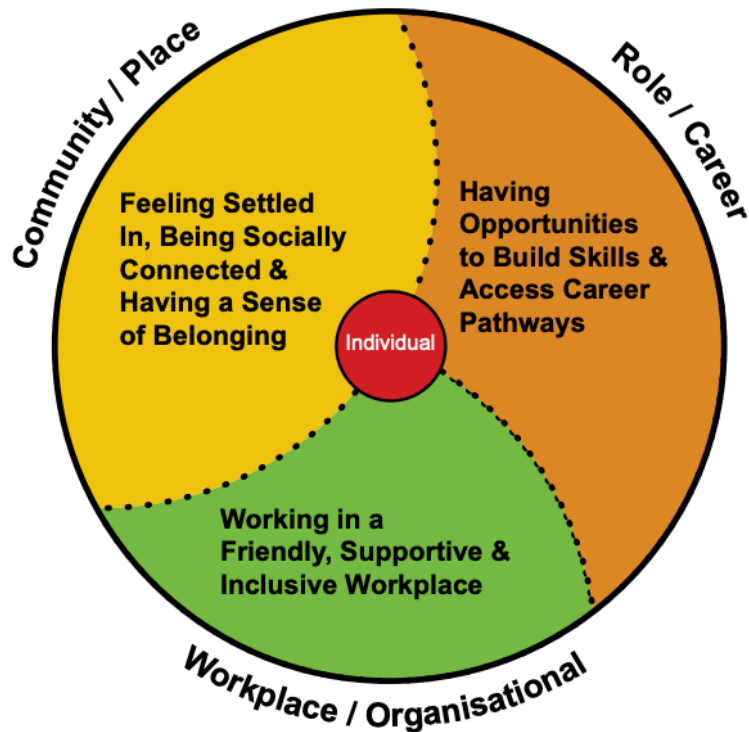 Community / Place
Role / Career
Feeling Settled
In, Being Socially
Connected &
Having a Sense
of Belonging
Having
Opportunities
to Build Skills &
Access Career
Pathways
Individual
Working in a
Friendly, Supportive &
Inclusive Workplace
Workplace / Organisational